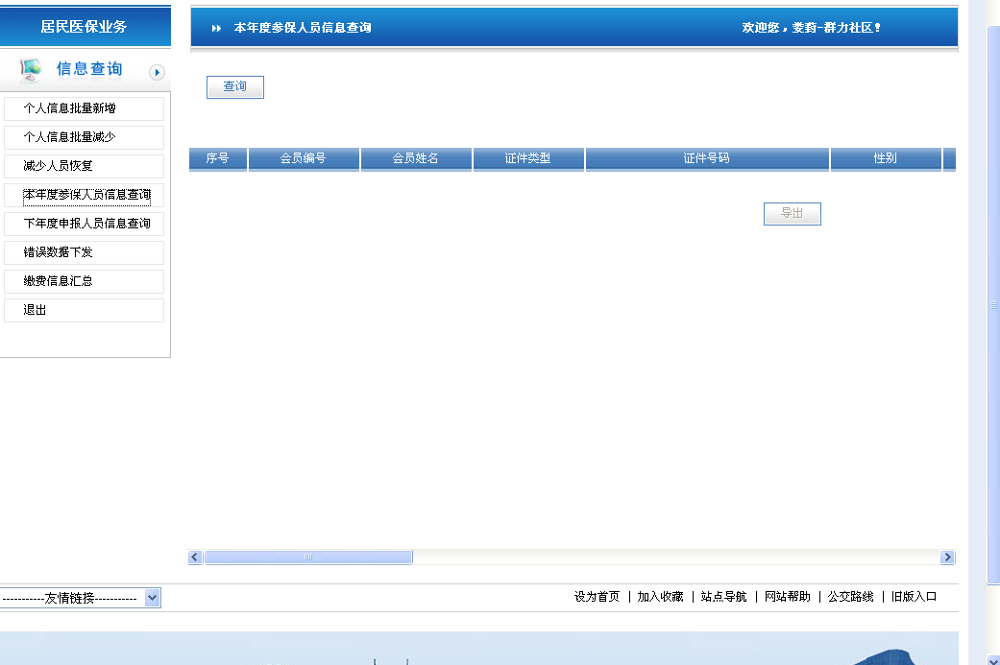 居民医保业务
本年度参保人员信息查询
欢迎您，娄葑-群力社区！
信息查询
个人信息批量新增
个人信息批量减少
减少人员恢复
本年度参保人员信息查询
下年度申报人员信息查询
错误数据下发
缴费信息汇总
退出
查询
序号 会员编号 会员姓名 证件类型 证件号码 性别
导出
-----------友情链接-----------
设为首页 | 加入收藏 | 站点导航 | 网站帮助 | 公交路线 | 旧版入口